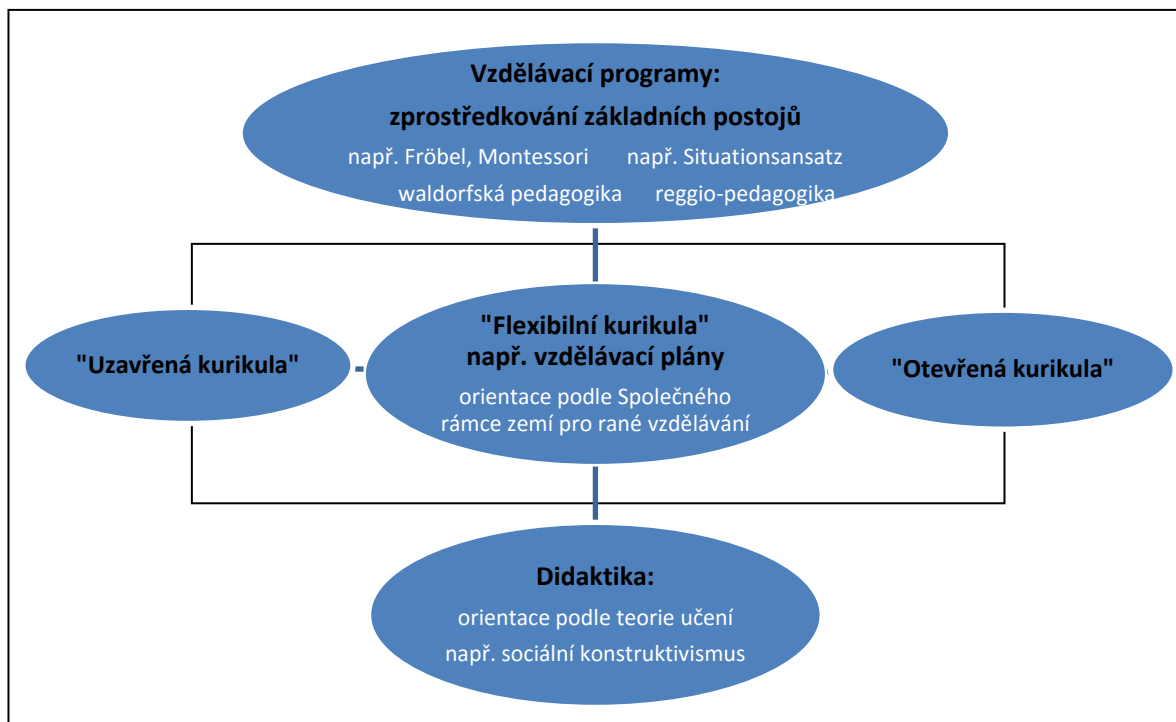 Vzdělávací programy:
zprostředkování základních postojů
např. Fröbel, Montessori např. Situationsansatz
waldorfská pedagogika reggio-pedagogika
"Uzavřená kurikula"
"Flexibilní kurikula"
např. vzdělávací plány
orientace podle Společného
rámce zemí pro rané vzdělávání
"Otevřená kurikula"
Didaktika:
orientace podle teorie učení
např. sociální konstruktivismus